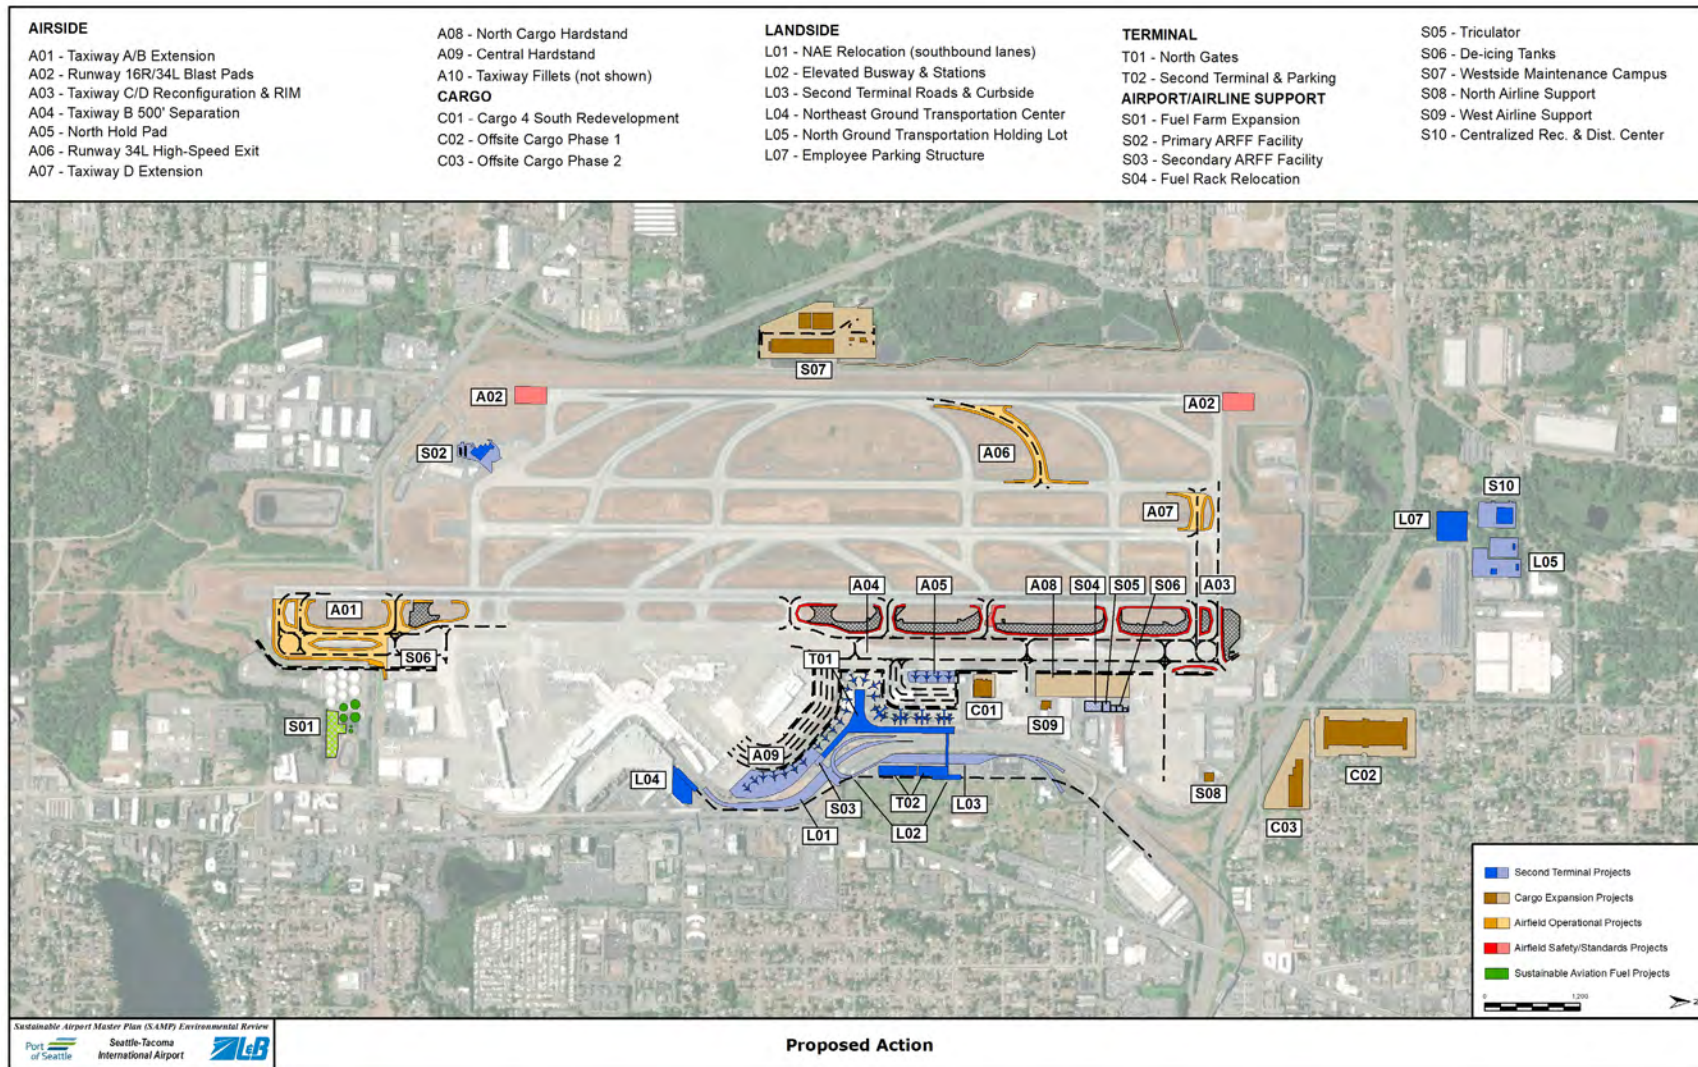 AIRSIDE
A01 - Taxiway A/B Extension
A02 - Runway 16R/34L Blast Pads
A03 - Taxiway C/D Reconfiguration & RIM
A04 - Taxiway B 500' Separation
A05 - North Hold Pad
A06 - Runway 34L High-Speed Exit
A07 - Taxiway D Extension
A08 - North Cargo Hardstand
A09 - Central Hardstand
A10 - Taxiway Fillets (not shown)
CARGO
C01 - Cargo 4 South Redevelopment
C02 - Offsite Cargo Phase 1
C03 - Offsite Cargo Phase 2
LANDSIDE
L01 - NAE Relocation (southbound lanes)
L02 - Elevated Busway & Stations
L03 - Second Terminal Roads & Curbside
L04 - Northeast Ground Transportation Center
L05 - North Ground Transportation Holding Lot
L07 - Employee Parking Structure
TERMINAL
T01 - North Gates
T02 - Second Terminal & Parking
AIRPORT/AIRLINE SUPPORT
S01 - Fuel Farm Expansion
S02 - Primary ARFF Facility
S03 - Secondary ARFF Facility
S04 - Fuel Rack Relocation
S05 - Triculator
S06 - De-icing Tanks
S07 - Westside Maintenance Campus
S08 - North Airline Support
S09 - West Airline Support
S10 - Centralized Rec. & Dist. Center
S07
A02
A02
S02
A06
S10
A07
L07
L05
A04
A05
A08
S04
S05
S06
A03
A01
S06
T01
C01
S09
S01
A09
L04
S03
T02
L03
S08
C02
L01
L02
C03
Second Terminal Projects
Cargo Expansion Projects
Airfield Operational Projects
Airfield Safety/Standards Projects
Sustainable Aviation Fuel Projects
0 1,200
Z
Sustainable Airport Master Plan (SAMP) Environmental Review
Port of Seattle
Seattle-Tacoma
International Airport
L&B
Proposed Action